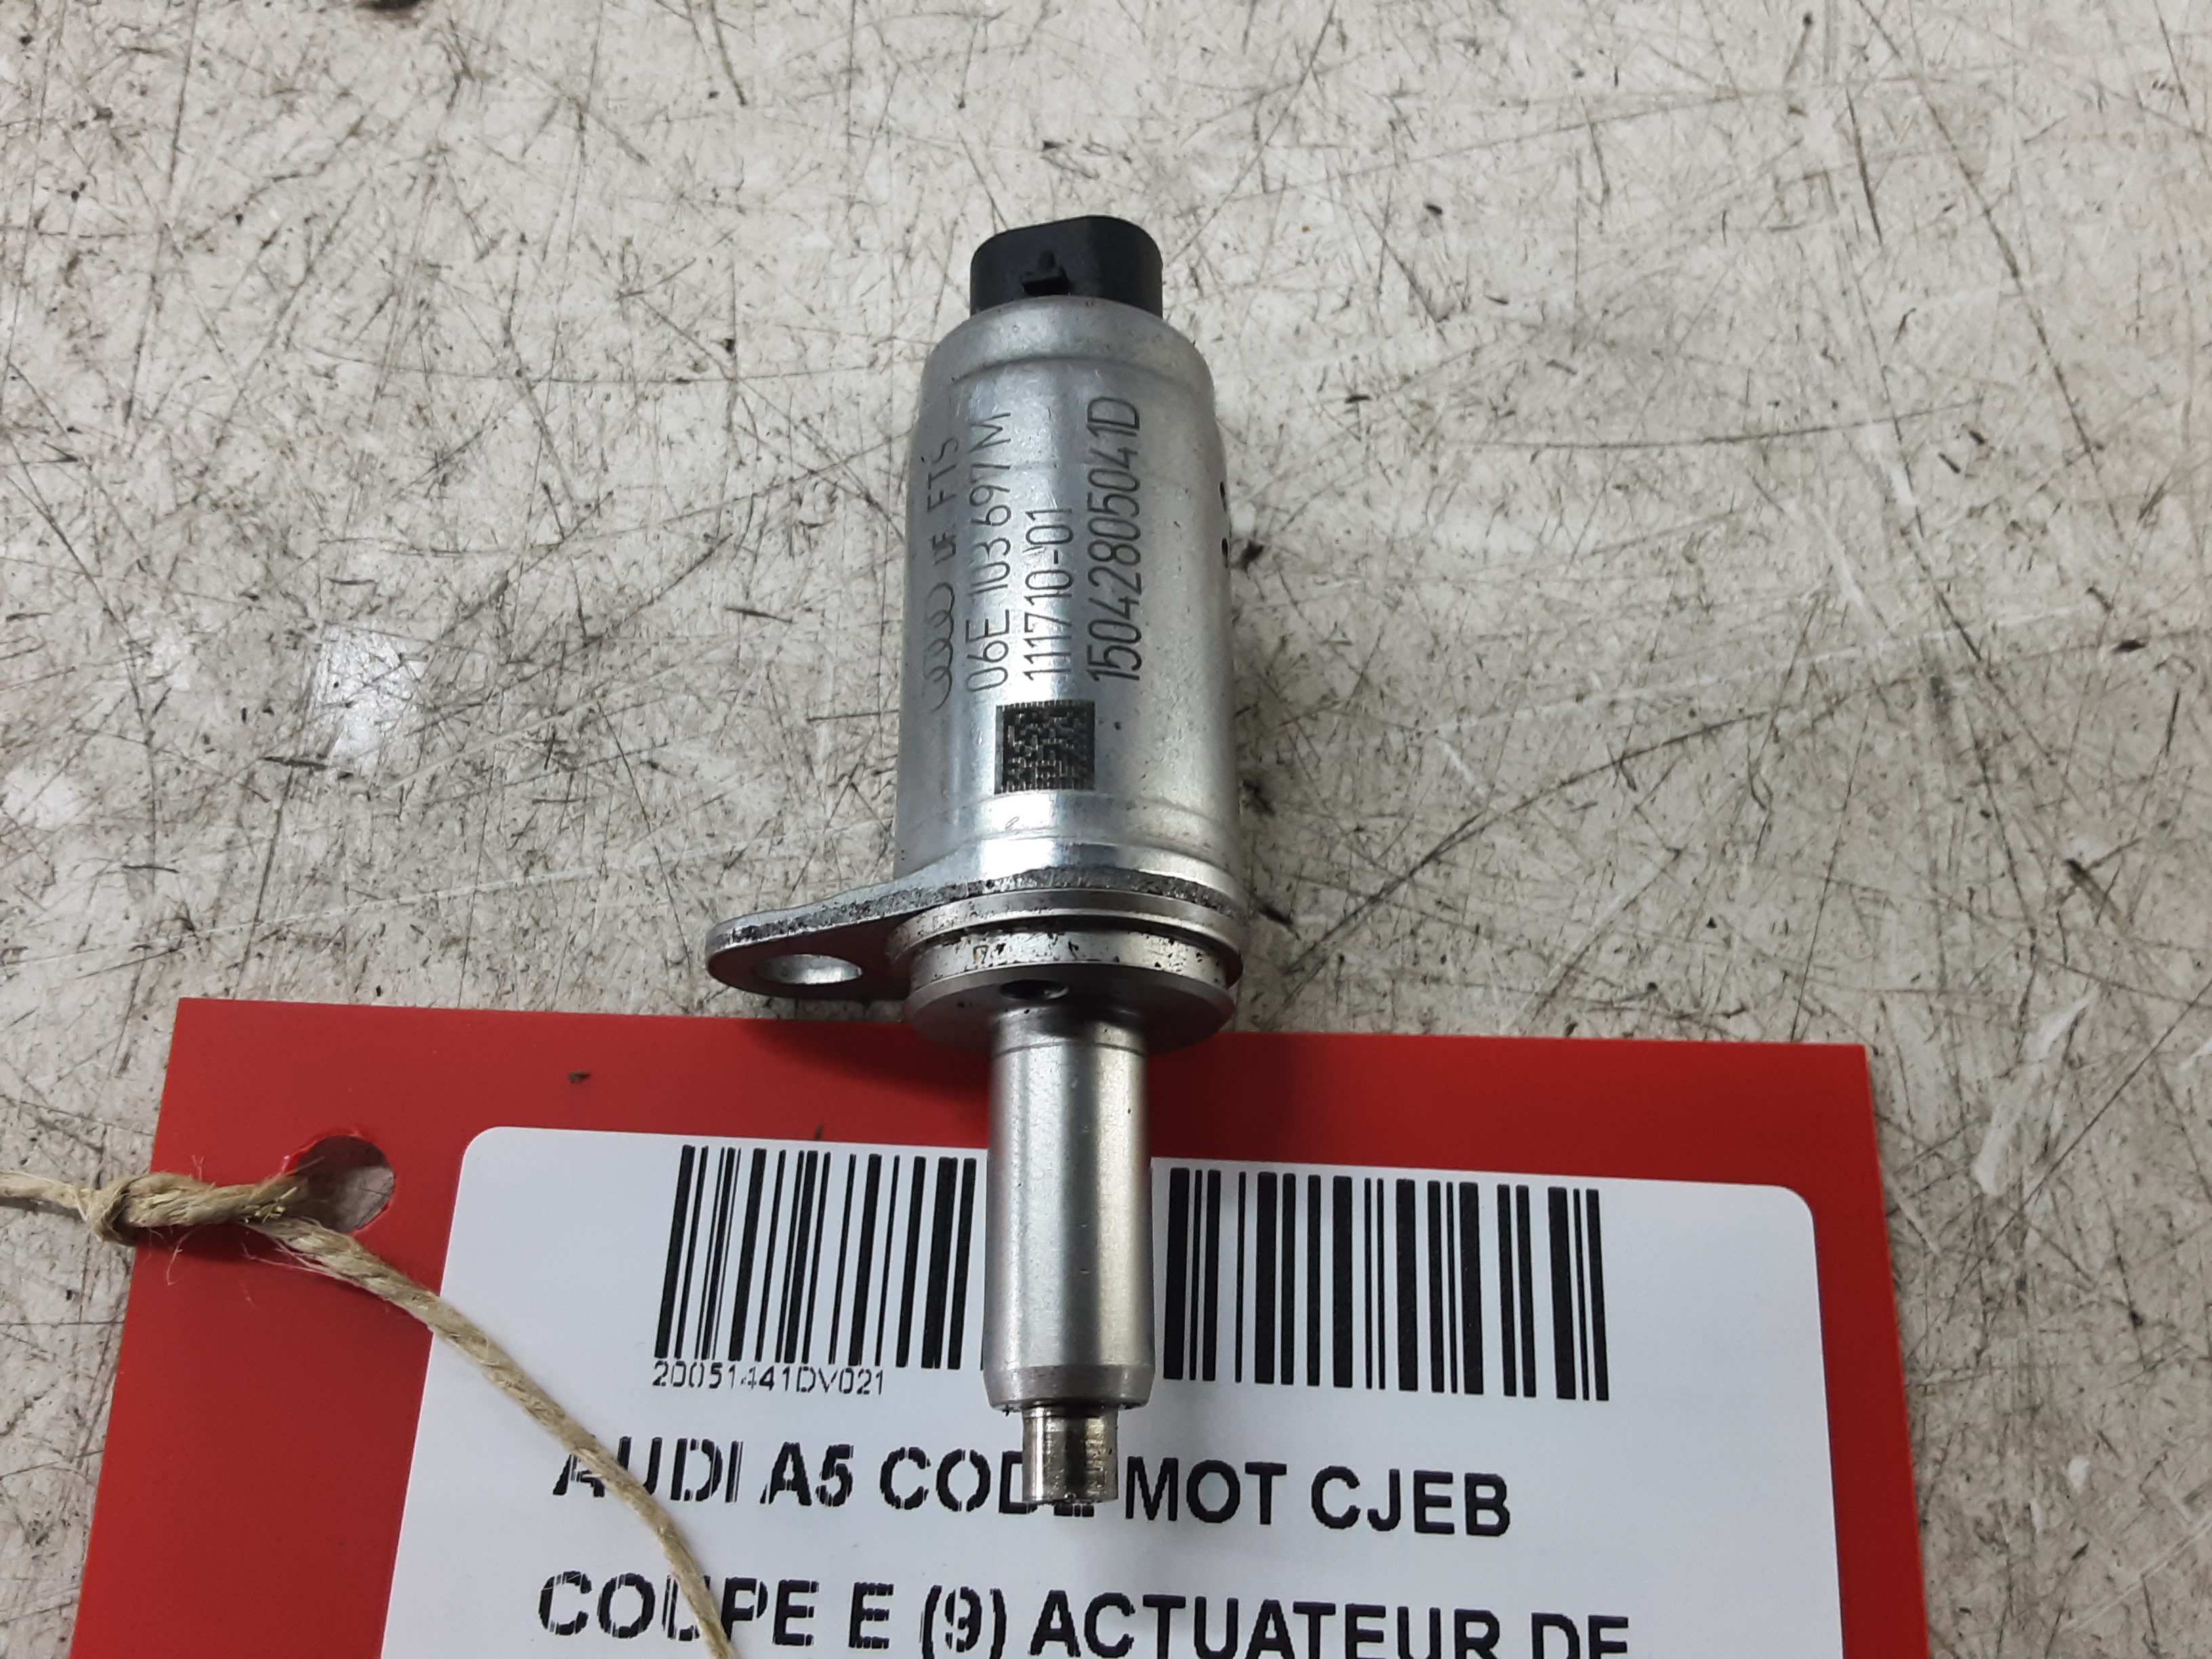 UF FTS
06E 103 697 M
111710-01
15042805041D
20051441DV021
AUDI A5 CODE MOT CJEB
COUPE E (9) ACTUATEUR DE